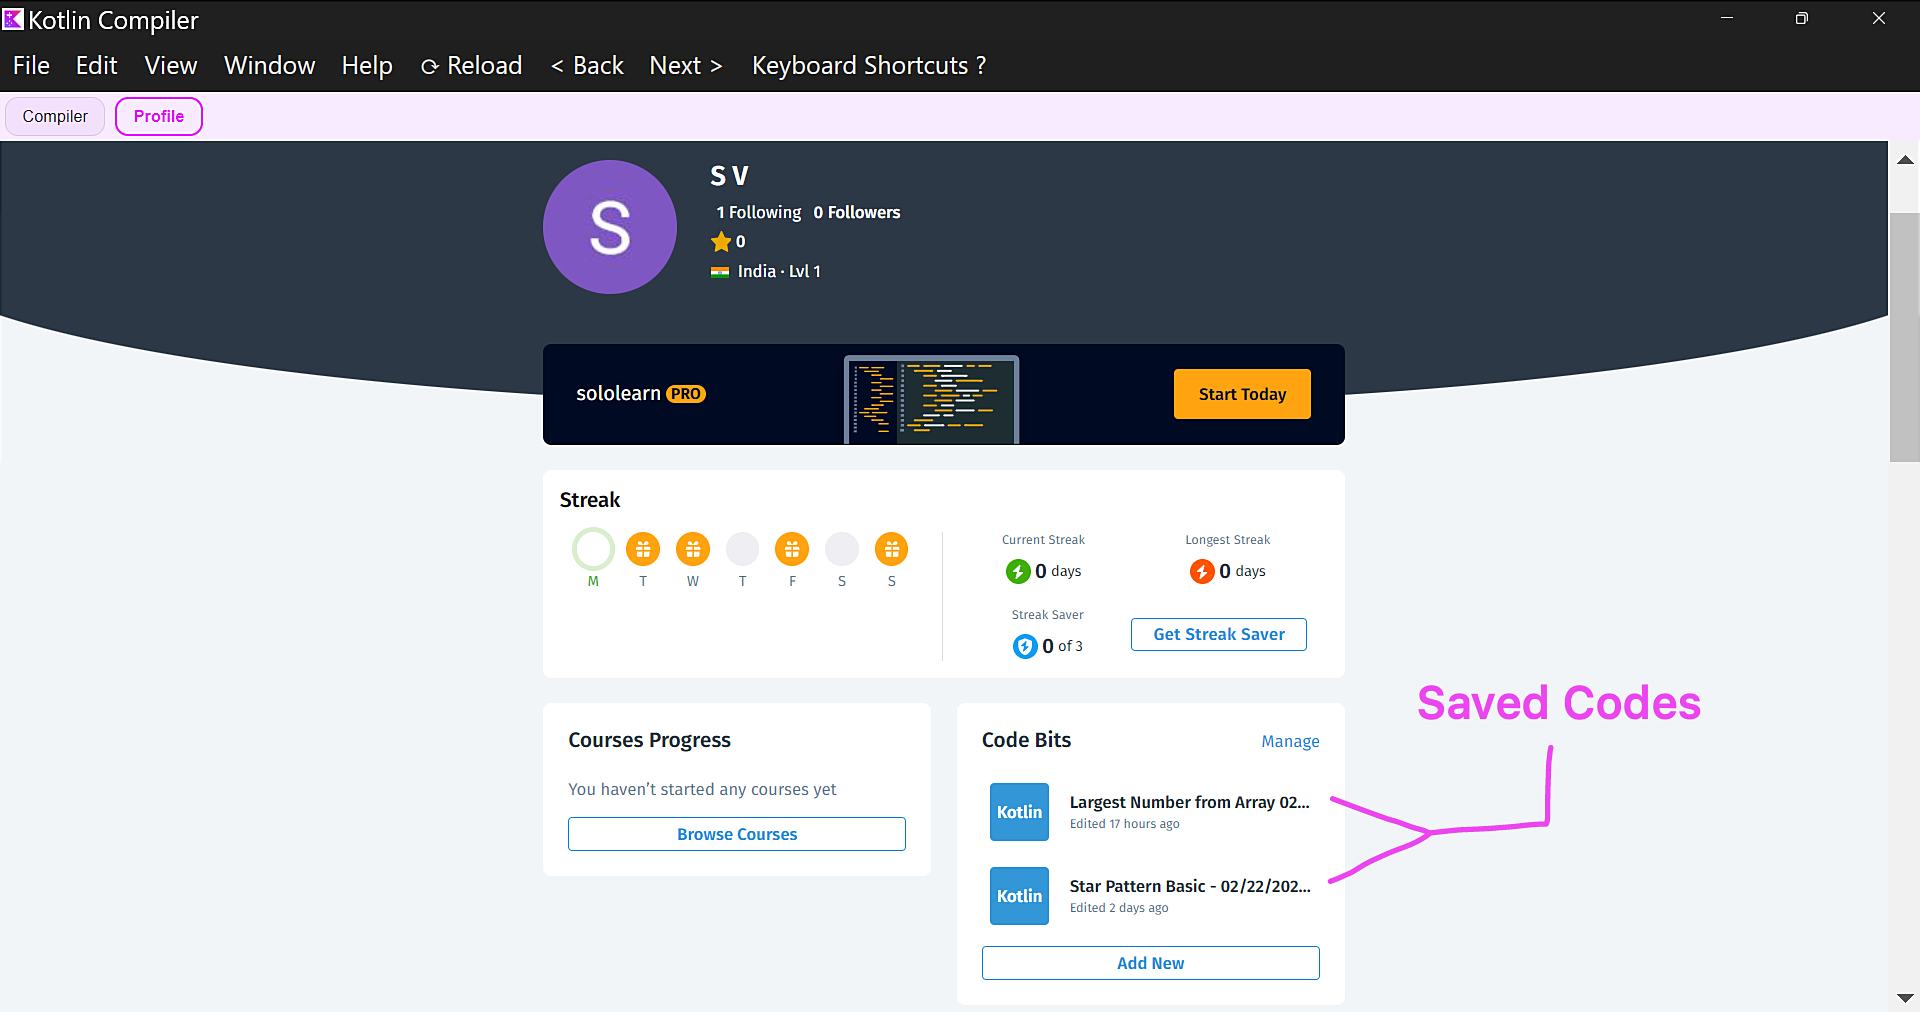 Kotlin Compiler
File Edit View Window Help ⟳ Reload < Back Next > Keyboard Shortcuts ?
Compiler Profile
S
S V
1 Following 0 Followers
0
India · Lvl 1
sololearn PRO
Start Today
Streak
M T W T F S S
Current Streak
0 days
Longest Streak
0 days
Streak Saver
0 of 3
Get Streak Saver
Courses Progress
You haven't started any courses yet
Browse Courses
Code Bits
Manage
Kotlin
Largest Number from Array 02...
Edited 17 hours ago
Kotlin
Star Pattern Basic - 02/22/202...
Edited 2 days ago
Add New
Saved Codes